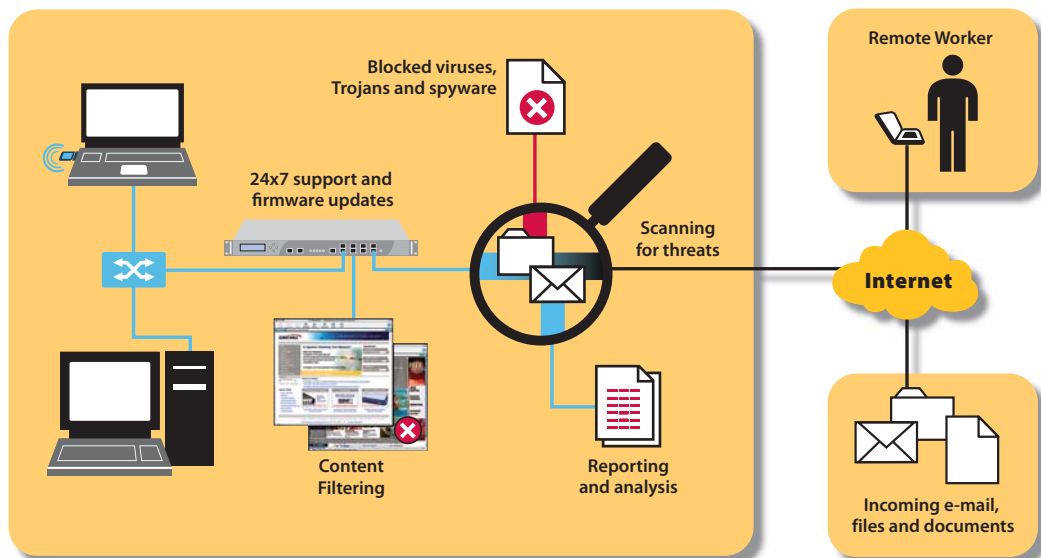 Blocked viruses,
Trojans and spyware
24x7 support and
firmware updates
Scanning
for threats
Content
Filtering
Reporting
and analysis
Remote Worker
Internet
Incoming e-mail,
files and documents